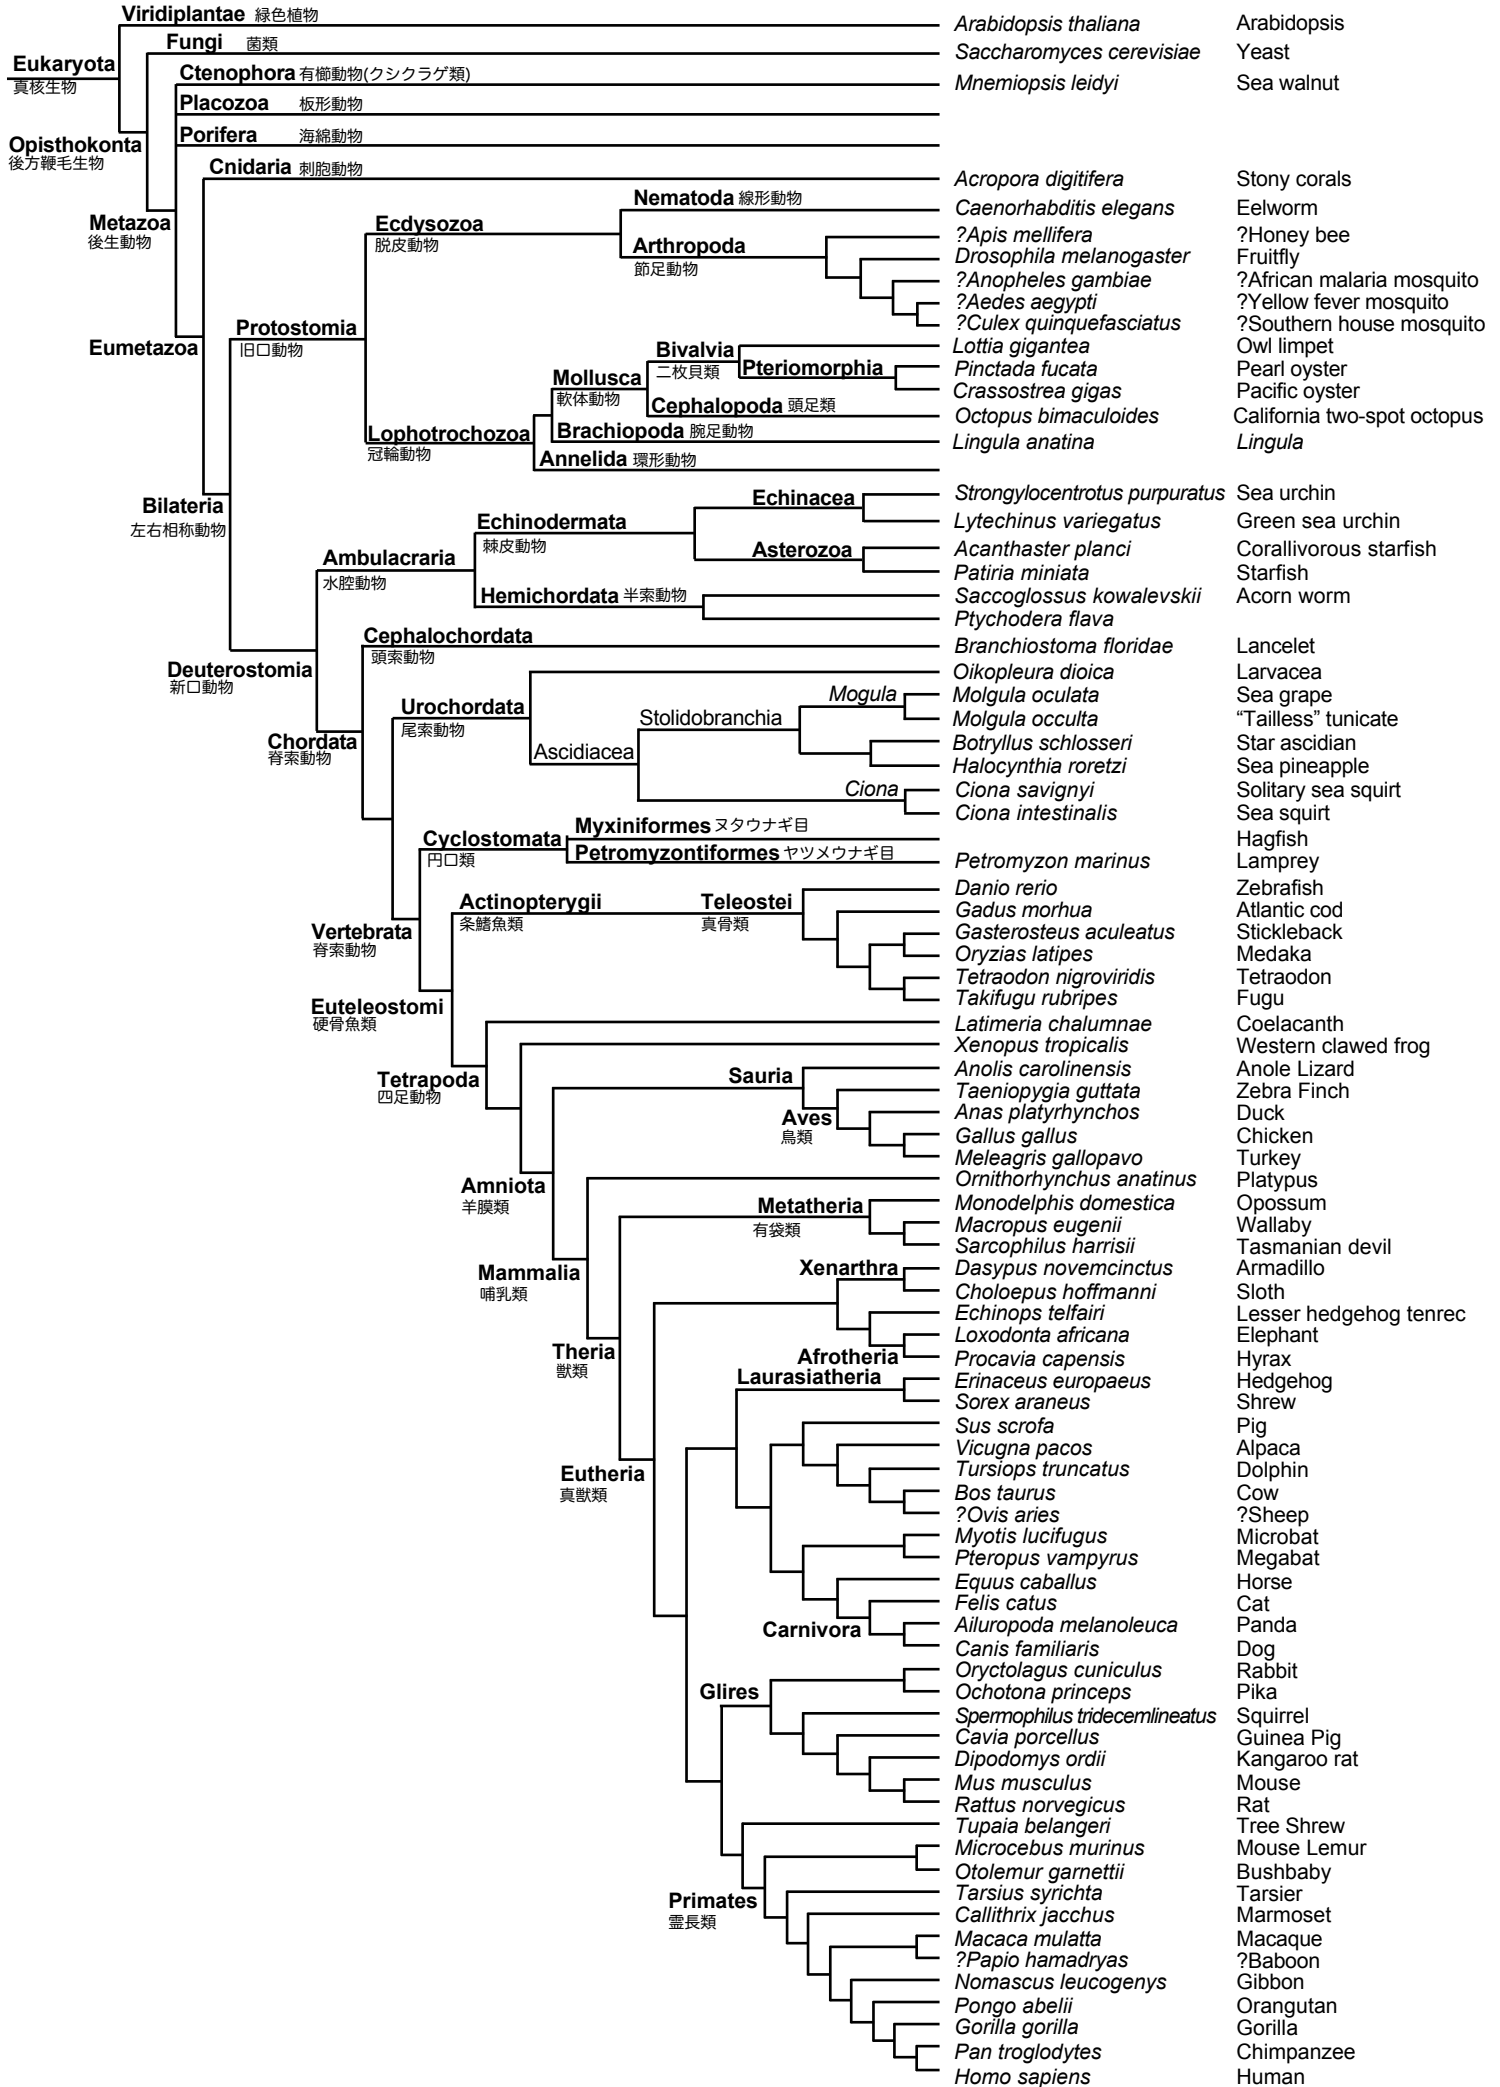 Viridiplantae 緑色植物
Arabidopsis thaliana Arabidopsis
Fungi 菌類
Saccharomyces cerevisiae Yeast
Eukaryota
真核生物
Ctenophora 有櫛動物(クシクラゲ類)
Mnemiopsis leidyi Sea walnut
Placozoa 板形動物
Porifera 海綿動物
Opisthokonta
後方鞭毛生物
Cnidaria 刺胞動物
Acropora digitifera Stony corals
Metazoa
後生動物
Nematoda 線形動物
Caenorhabditis elegans Eelworm
Ecdysozoa
脱皮動物
Arthropoda
節足動物
?Apis mellifera ?Honey bee
Drosophila melanogaster Fruitfly
?Anopheles gambiae ?African malaria mosquito
?Aedes aegypti ?Yellow fever mosquito
?Culex quinquefasciatus ?Southern house mosquito
Protostomia
旧口動物
Eumetazoa
Bivalvia
二枚貝類
Lottia gigantea Owl limpet
Pteriomorphia
Pinctada fucata Pearl oyster
Mollusca
軟体動物
Crassostrea gigas Pacific oyster
Cephalopoda 頭足類
Octopus bimaculoides California two-spot octopus
Lophotrochozoa
冠輪動物
Brachiopoda 腕足動物
Lingula anatina Lingula
Annelida 環形動物
Bilateria
左右相称動物
Echinacea
Strongylocentrotus purpuratus Sea urchin
Lytechinus variegatus Green sea urchin
Echinodermata
棘皮動物
Asterozoa
Acanthaster planci Corallivorous starfish
Patiria miniata Starfish
Ambulacraria
水腔動物
Hemichordata 半索動物
Saccoglossus kowalevskii Acorn worm
Ptychodera flava
Cephalochordata
頭索動物
Branchiostoma floridae Lancelet
Deuterostomia
新口動物
Oikopleura dioica Larvacea
Urochordata
尾索動物
Mogula
Molgula oculata Sea grape
Molgula occulta “Tailless” tunicate
Stolidobranchia
Botryllus schlosseri Star ascidian
Halocynthia roretzi Sea pineapple
Chordata
脊索動物
Ascidiacea
Ciona
Ciona savignyi Solitary sea squirt
Ciona intestinalis Sea squirt
Cyclostomata
円口類
Myxiniformes ヌタウナギ目
Hagfish
Petromyzontiformes ヤツメウナギ目
Petromyzon marinus Lamprey
Actinopterygii
条鰭魚類
Teleostei
真骨類
Danio rerio Zebrafish
Gadus morhua Atlantic cod
Vertebrata
脊索動物
Gasterosteus aculeatus Stickleback
Oryzias latipes Medaka
Tetraodon nigroviridis Tetraodon
Takifugu rubripes Fugu
Euteleostomi
硬骨魚類
Latimeria chalumnae Coelacanth
Xenopus tropicalis Western clawed frog
Tetrapoda
四足動物
Sauria
Anolis carolinensis Anole Lizard
Taeniopygia guttata Zebra Finch
Aves
鳥類
Anas platyrhynchos Duck
Gallus gallus Chicken
Meleagris gallopavo Turkey
Amniota
羊膜類
Ornithorhynchus anatinus Platypus
Metatheria
有袋類
Monodelphis domestica Opossum
Macropus eugenii Wallaby
Sarcophilus harrisii Tasmanian devil
Mammalia
哺乳類
Xenarthra
Dasypus novemcinctus Armadillo
Choloepus hoffmanni Sloth
Echinops telfairi Lesser hedgehog tenrec
Loxodonta africana Elephant
Theria
獣類
Afrotheria
Procavia capensis Hyrax
Laurasiatheria
Erinaceus europaeus Hedgehog
Sorex araneus Shrew
Sus scrofa Pig
Vicugna pacos Alpaca
Eutheria
真獣類
Tursiops truncatus Dolphin
Bos taurus Cow
?Ovis aries ?Sheep
Myotis lucifugus Microbat
Pteropus vampyrus Megabat
Equus caballus Horse
Felis catus Cat
Carnivora
Ailuropoda melanoleuca Panda
Canis familiaris Dog
Glires
Oryctolagus cuniculus Rabbit
Ochotona princeps Pika
Spermophilus tridecemlineatus Squirrel
Cavia porcellus Guinea Pig
Dipodomys ordii Kangaroo rat
Mus musculus Mouse
Rattus norvegicus Rat
Tupaia belangeri Tree Shrew
Microcebus murinus Mouse Lemur
Otolemur garnettii Bushbaby
Primates
霊長類
Tarsius syrichta Tarsier
Callithrix jacchus Marmoset
Macaca mulatta Macaque
?Papio hamadryas ?Baboon
Nomascus leucogenys Gibbon
Pongo abelii Orangutan
Gorilla gorilla Gorilla
Pan troglodytes Chimpanzee
Homo sapiens Human